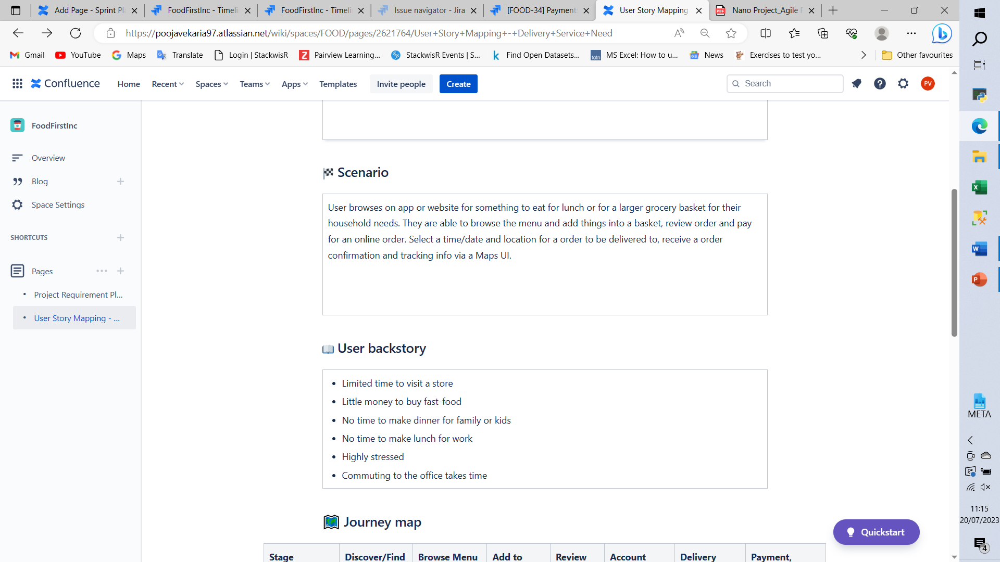 Add Page - Sprint Pl
FoodFirstInc - Timeli
FoodFirstInc - Timeli
Issue navigator - Jira
[FOOD-34] Payment
User Story Mapping
Nano Project_Agile
https://poojavekaria97.atlassian.net/wiki/spaces/FOOD/pages/2621764/User+Story+Mapping+-+Delivery+Service+Need
Gmail
YouTube
Maps
Translate
Login | StackwisR
Pairview Learning...
StackwisR Events | S...
Find Open Datasets...
MS Excel: How to u...
News
Exercises to test yo...
Other favourites
Confluence
Home
Recent
Spaces
Teams
Apps
Templates
Invite people
Create
Search
PV
FoodFirstInc
Overview
Blog
Space Settings
SHORTCUTS
Pages
Project Requirement Pl...
User Story Mapping - ...
Scenario
User browses on app or website for something to eat for lunch or for a larger grocery basket for their
household needs. They are able to browse the menu and add things into a basket, review order and pay
for an online order. Select a time/date and location for a order to be delivered to, receive a order
confirmation and tracking info via a Maps UI.
User backstory
• Limited time to visit a store
• Little money to buy fast-food
• No time to make dinner for family or kids
• No time to make lunch for work
• Highly stressed
• Commuting to the office takes time
Journey map
Stage
Discover/Find
Browse Menu
Add to
Review
Account
Delivery
Payment,
Quickstart
META
11:15
20/07/2023
4